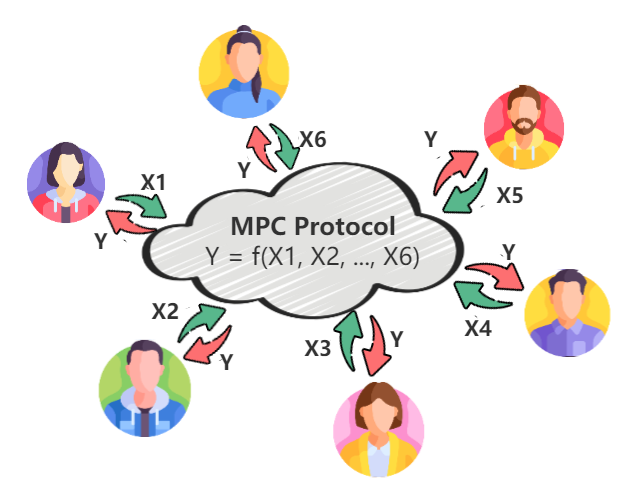 X6
Y
Y
X5
X1
Y
MPC Protocol
Y = f(X1, X2, ..., X6)
Y
X4
X2
Y
X3
Y